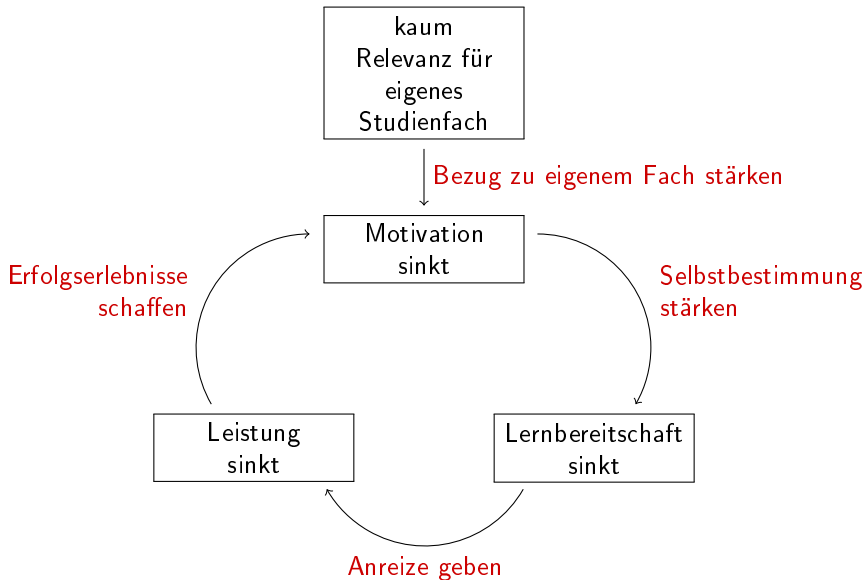 kaum
Relevanz für
eigenes
Studienfach
Bezug zu eigenem Fach stärken
Motivation
sinkt
Erfolgserlebnisse
schaffen
Selbstbestimmung
stärken
Leistung
sinkt
Lernbereitschaft
sinkt
Anreize geben